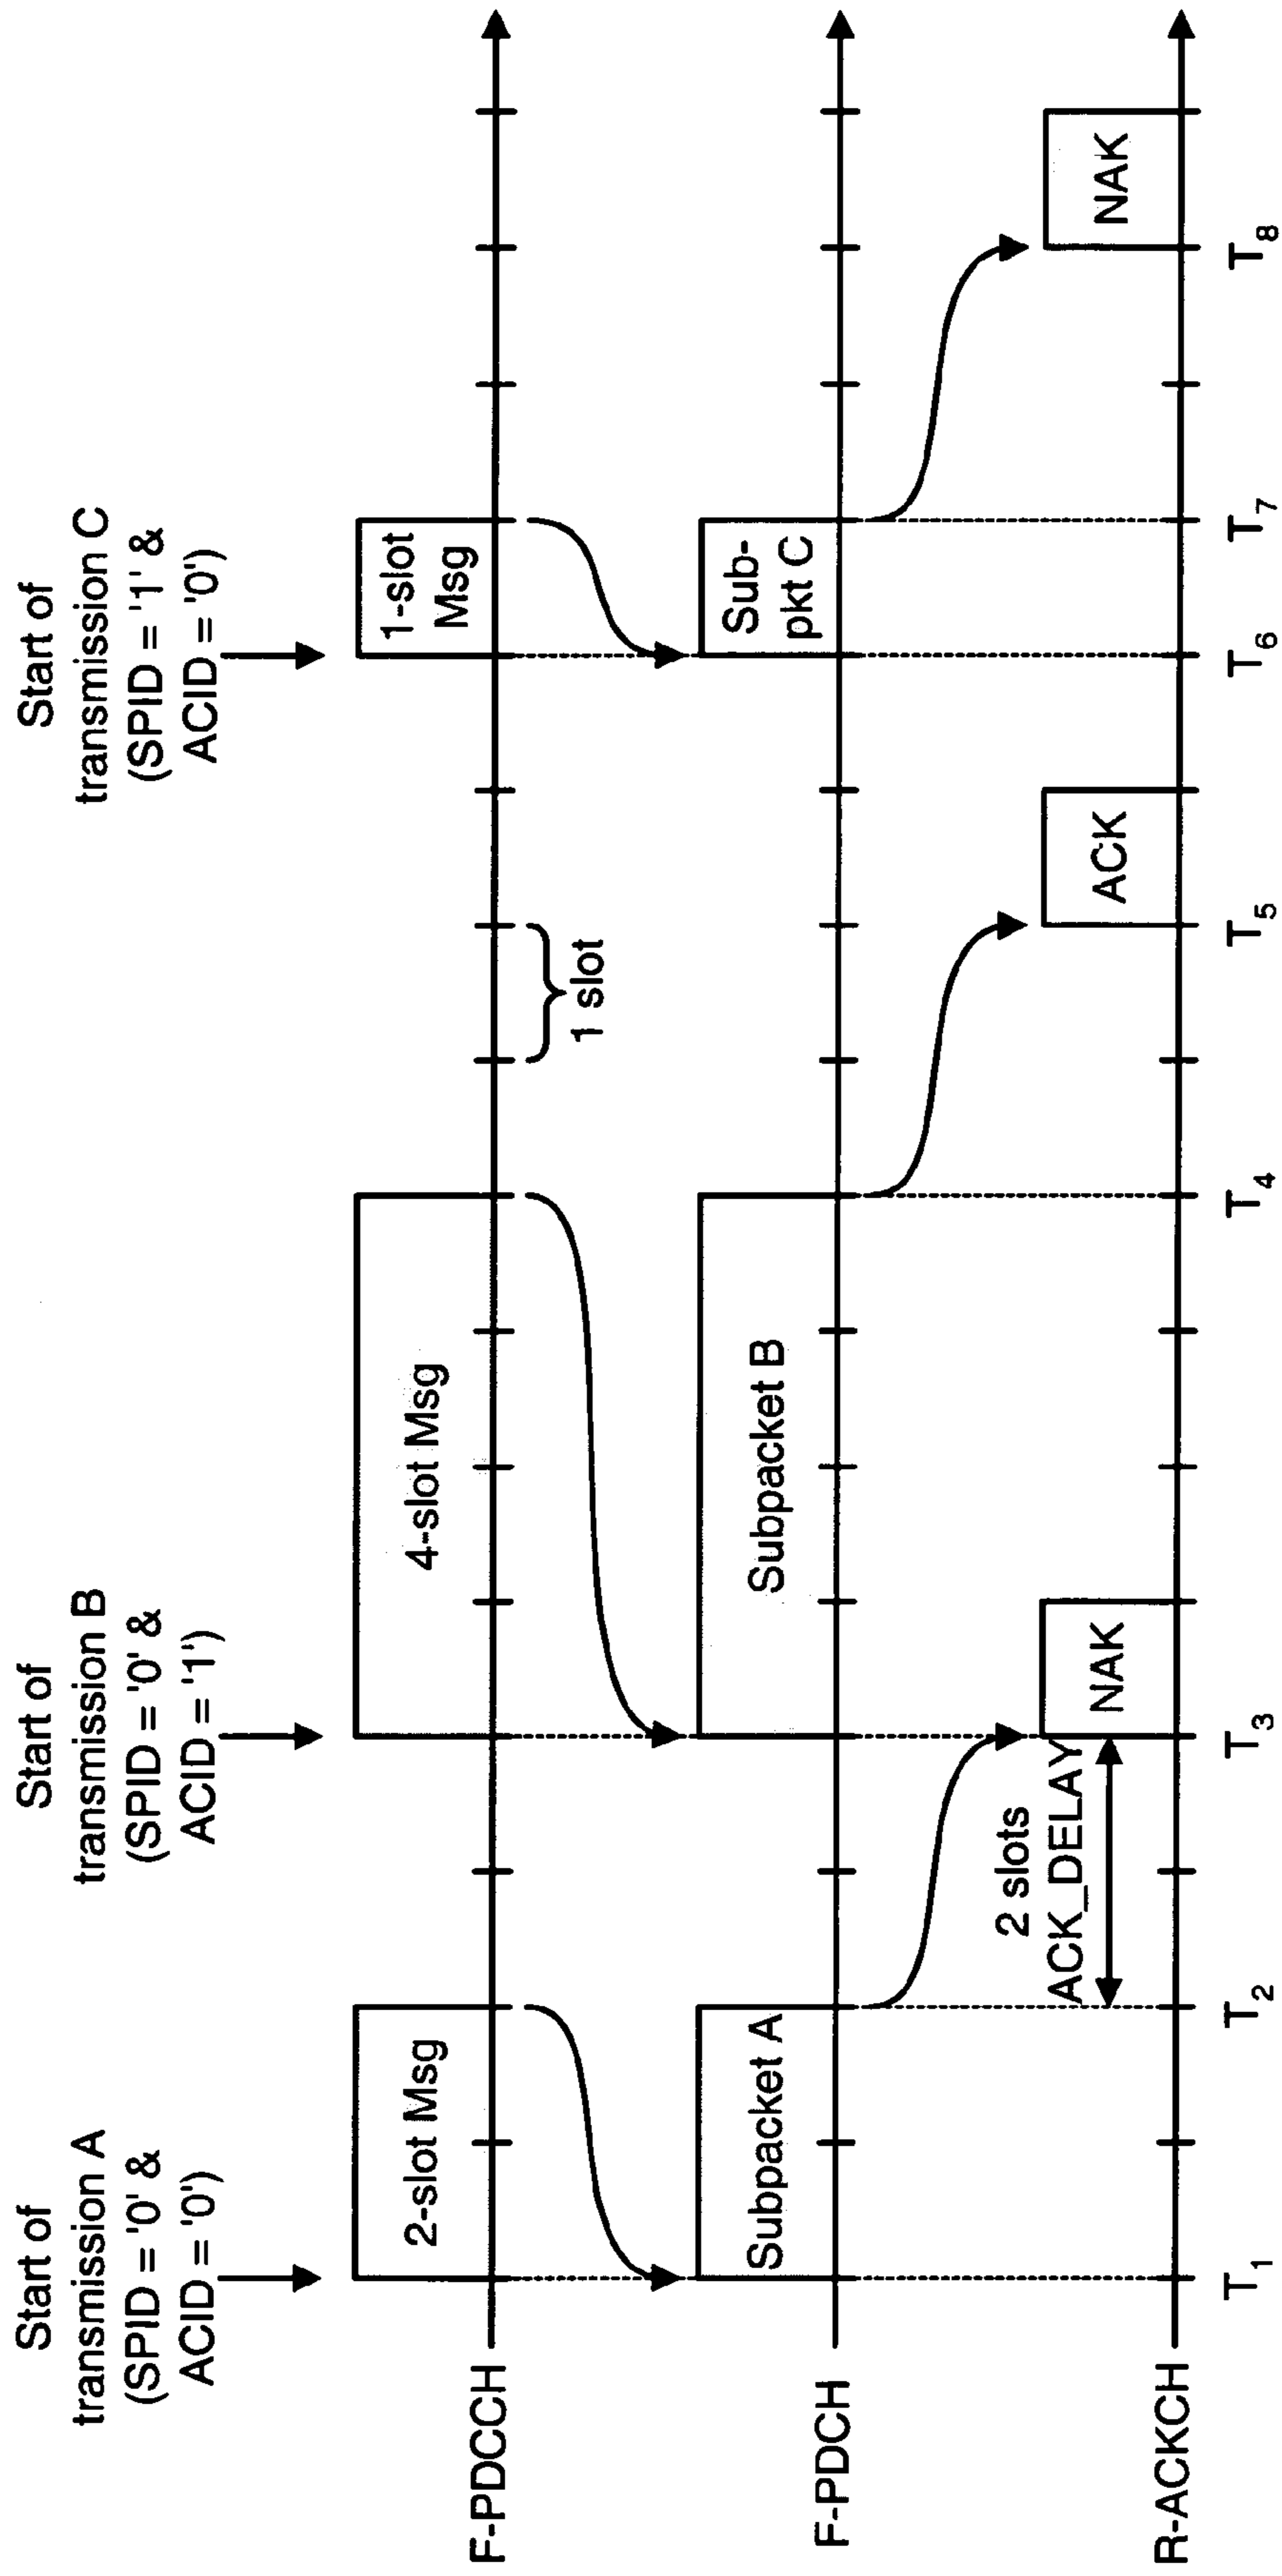 Start of
transmission A
(SPID = '0' &
ACID = '0')
Start of
transmission B
(SPID = '0' &
ACID = '1')
Start of
transmission C
(SPID = '1' &
ACID = '0')
F-PDCCH
2-slot Msg
4-slot Msg
1 slot
1-slot
Msg
F-PDCH
Subpacket A
Subpacket B
Sub-
pkt C
R-ACKCH
2 slots
ACK_DELAY
NAK
ACK
NAK
T1
T2
T3
T4
T5
T6
T7
T8